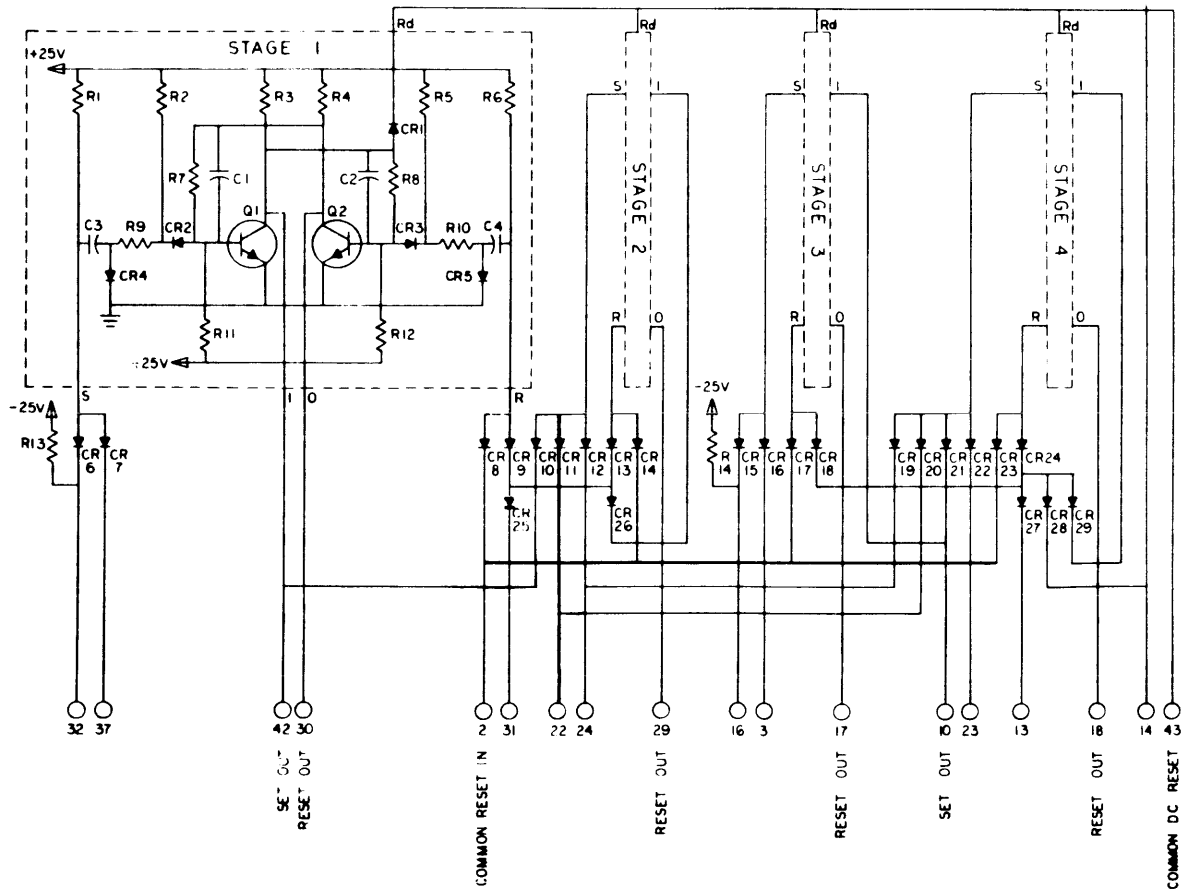 Rd Rd Rd Rd
STAGE 1
+25V
R1 R2 R3 R4 R5 R6
S 1 S 1 S 1
CR1
R7 C1 C2 R8
STAGE 2
STAGE 3
STAGE 4
C3 R9 CR2 Q1 Q2 CR3 R10 C4
CR4 CR5
R11 R12
R O R O R O
-25V
S 1 O R
-25V
R13 CR 6 CR 7
CR 8 CR 9 CR 10 CR 11 CR 12 CR 13 CR 14
R 14 CR 15 CR 16 CR 17 CR 18
CR 19 CR 20 CR 21 CR 22 CR 23 CR24
CR 25 CR 26
CR 27 CR 28 CR 29
32 37 42 30 2 31 22 24 29 16 3 17 10 23 13 18 14 43
SET OUT
RESET OUT
COMMON RESET IN
RESET OUT
RESET OUT
SET OUT
RESET OUT
COMMON DC RESET